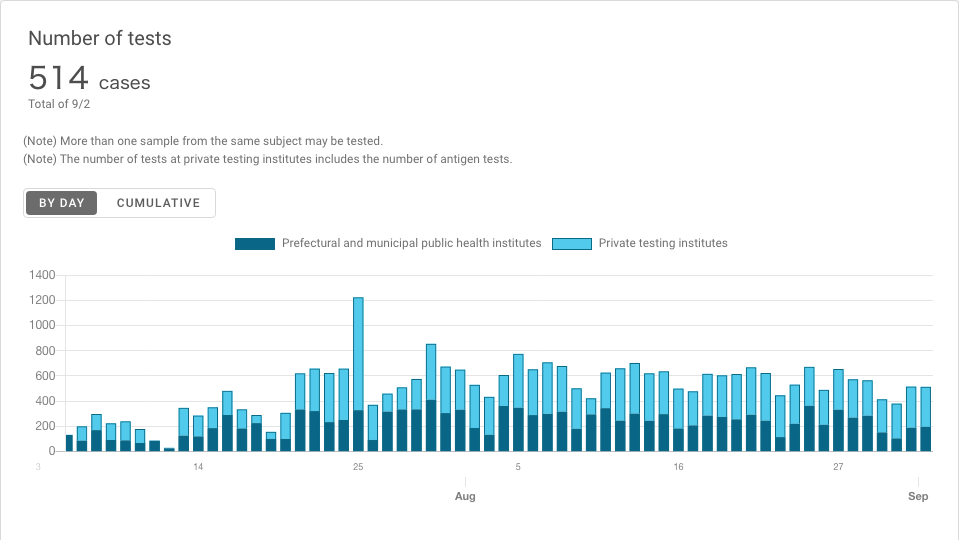 Number of tests
514 cases
Total of 9/2
(Note) More than one sample from the same subject may be tested.
(Note) The number of tests at private testing institutes includes the number of antigen tests.
BY DAY CUMULATIVE
Prefectural and municipal public health institutes Private testing institutes
1400
1200
1000
800
600
400
200
0
3 14 25 5 16 27
Aug Sep